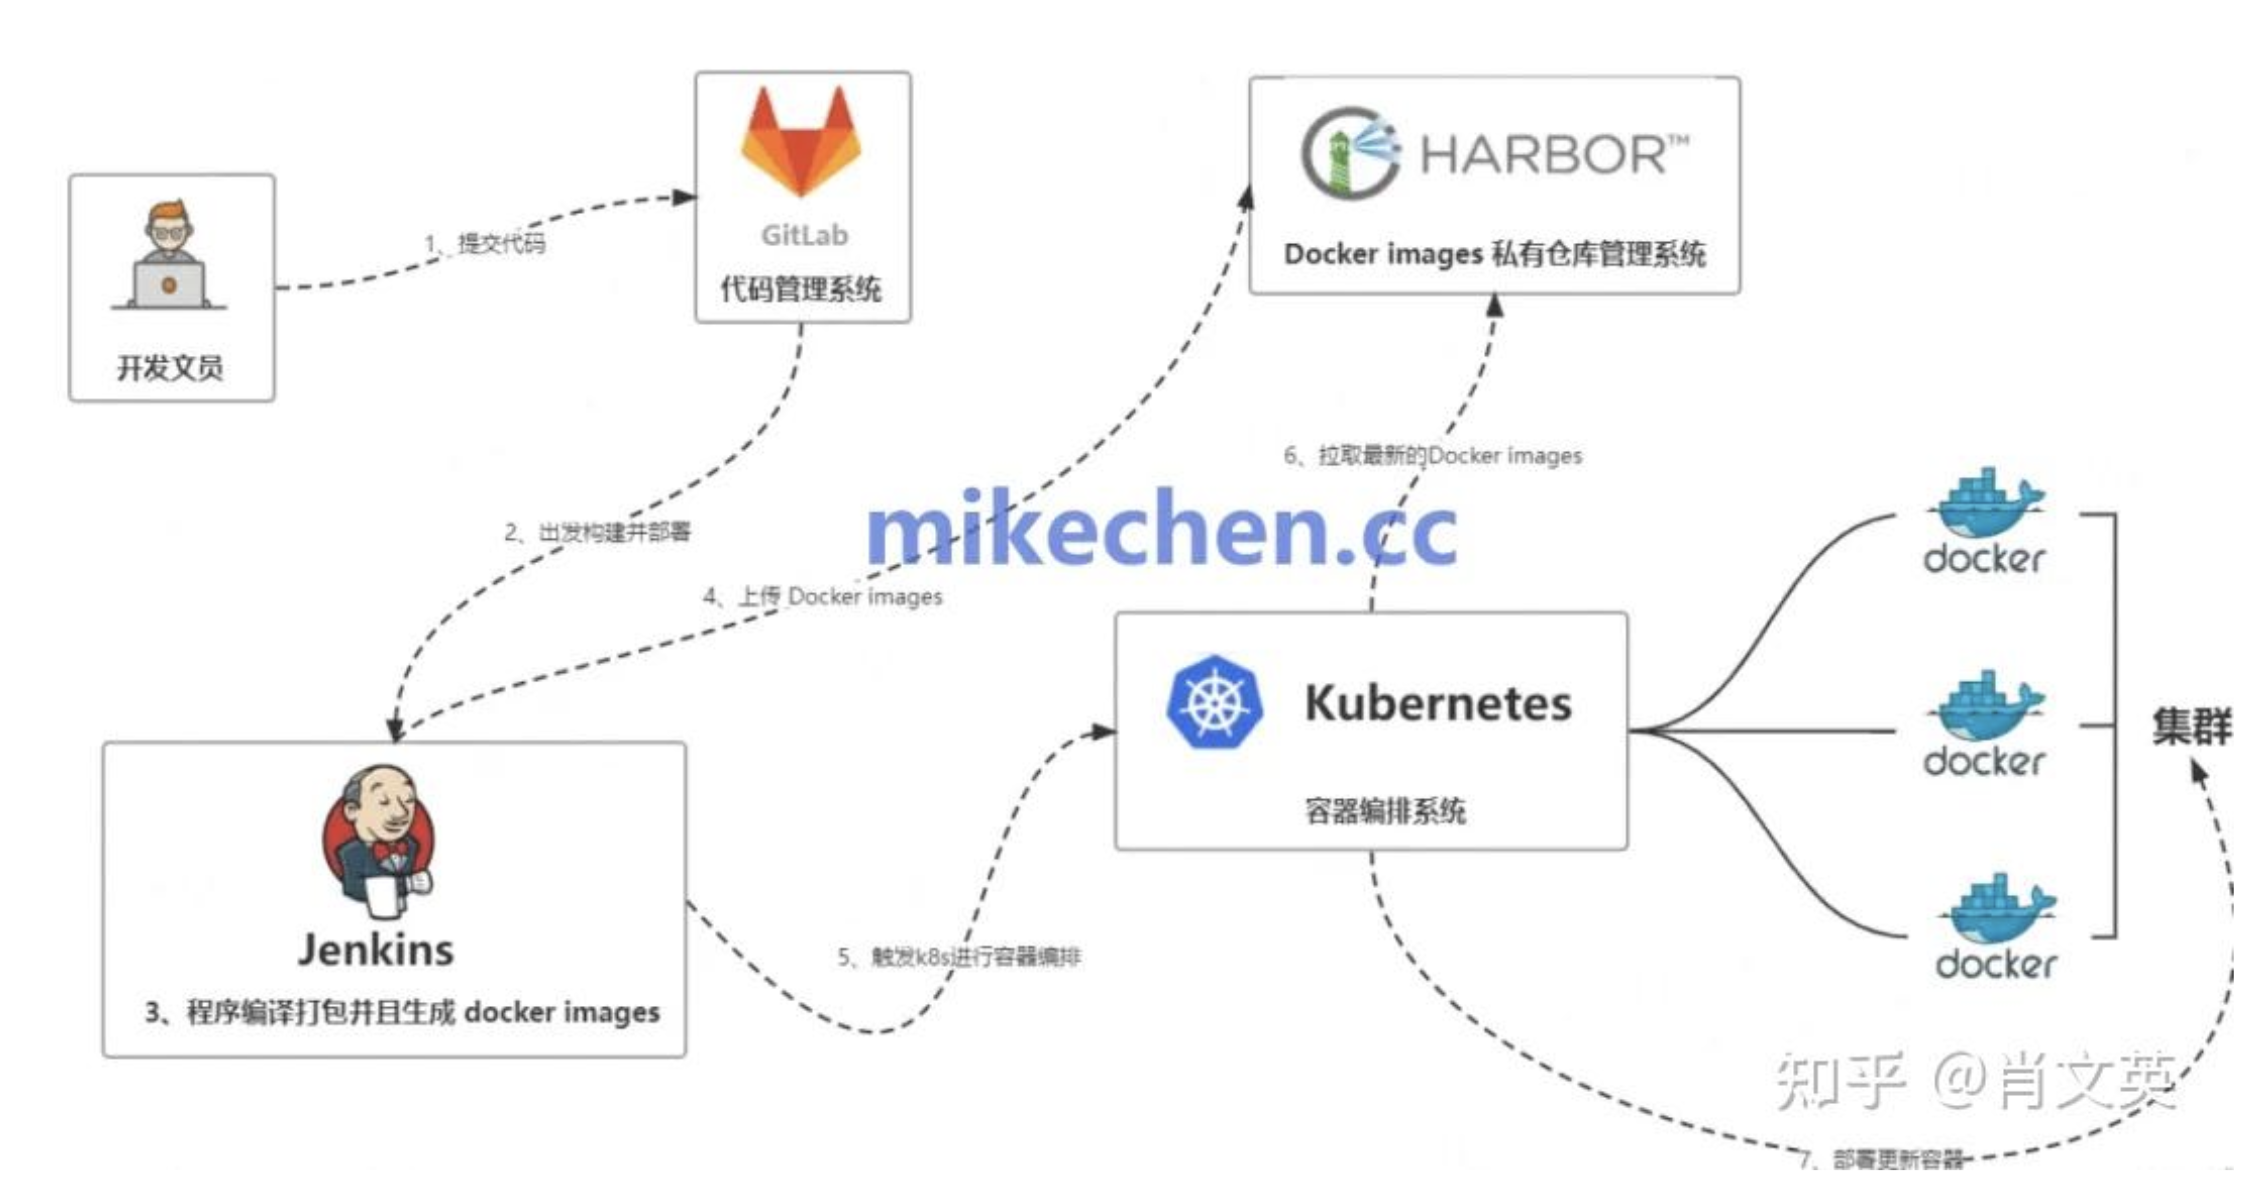 开发文员
1、提交代码
GitLab
代码管理系统
HARBOR™
Docker images 私有仓库管理系统
2、出发构建并部署
4、上传 Docker images
6、拉取最新的Docker images
mikechen.cc
Jenkins
3、程序编译打包并且生成 docker images
5、触发k8s进行容器编排
Kubernetes
容器编排系统
docker
docker
docker
集群
7、部署更新容器
知乎 @肖文英